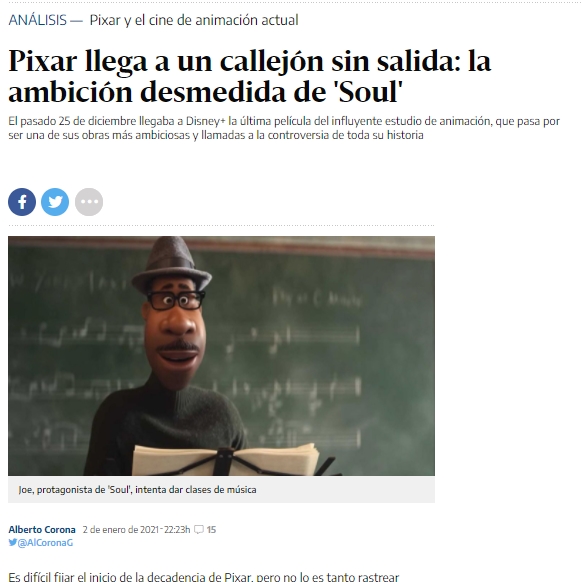 ANÁLISIS — Pixar y el cine de animación actual
Pixar llega a un callejón sin salida: la
ambición desmedida de 'Soul'
El pasado 25 de diciembre llegaba a Disney+ la última película del influyente estudio de animación, que pasa por
ser una de sus obras más ambiciosas y llamadas a la controversia de toda su historia
Joe, protagonista de 'Soul', intenta dar clases de música
Alberto Corona 2 de enero de 2021-22:23h 15
@AlCoronaG
Es difícil fijar el inicio de la decadencia de Pixar, pero no lo es tanto rastrear